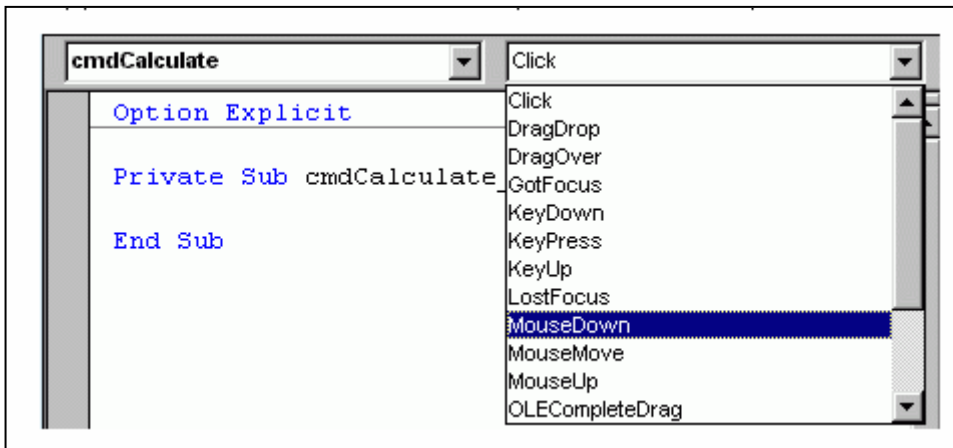 cmdCalculate
Click
Option Explicit
Private Sub cmdCalculate_
End Sub
Click
DragDrop
DragOver
GotFocus
KeyDown
KeyPress
KeyUp
LostFocus
MouseDown
MouseMove
MouseUp
OLECompleteDrag